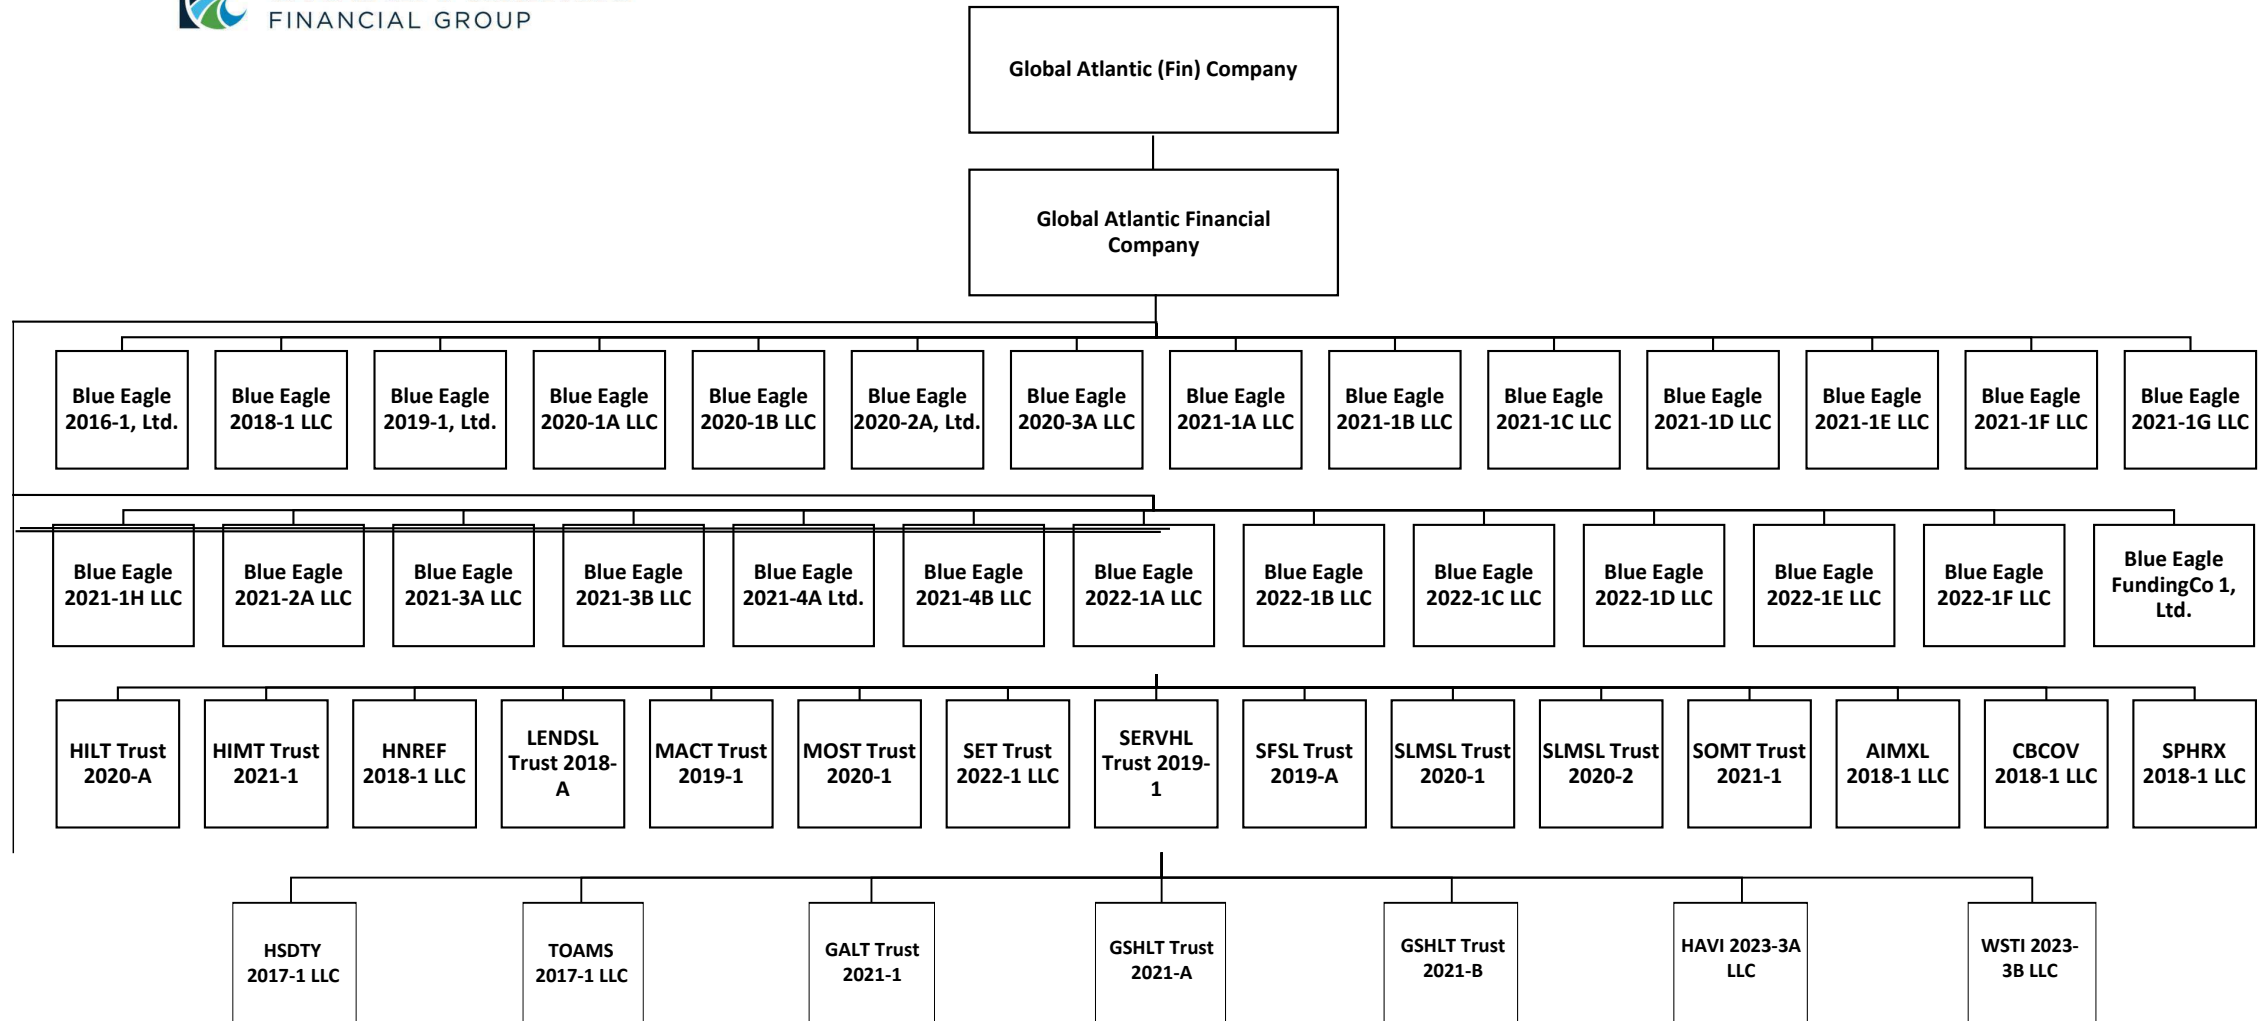 FINANCIAL GROUP
Global Atlantic (Fin) Company
Global Atlantic Financial
Company
Blue Eagle
2016-1, Ltd.
Blue Eagle
2018-1 LLC
Blue Eagle
2019-1, Ltd.
Blue Eagle
2020-1A LLC
Blue Eagle
2020-1B LLC
Blue Eagle
2020-2A, Ltd.
Blue Eagle
2020-3A LLC
Blue Eagle
2021-1A LLC
Blue Eagle
2021-1B LLC
Blue Eagle
2021-1C LLC
Blue Eagle
2021-1D LLC
Blue Eagle
2021-1E LLC
Blue Eagle
2021-1F LLC
Blue Eagle
2021-1G LLC
Blue Eagle
2021-1H LLC
Blue Eagle
2021-2A LLC
Blue Eagle
2021-3A LLC
Blue Eagle
2021-3B LLC
Blue Eagle
2021-4A Ltd.
Blue Eagle
2021-4B LLC
Blue Eagle
2022-1A LLC
Blue Eagle
2022-1B LLC
Blue Eagle
2022-1C LLC
Blue Eagle
2022-1D LLC
Blue Eagle
2022-1E LLC
Blue Eagle
2022-1F LLC
Blue Eagle
FundingCo 1,
Ltd.
HILT Trust
2020-A
HIMT Trust
2021-1
HNREF
2018-1 LLC
LENDSL
Trust 2018-
A
MACT Trust
2019-1
MOST Trust
2020-1
SET Trust
2022-1 LLC
SERVHL
Trust 2019-
1
SFSL Trust
2019-A
SLMSL Trust
2020-1
SLMSL Trust
2020-2
SOMT Trust
2021-1
AIMXL
2018-1 LLC
CBCOV
2018-1 LLC
SPHRX
2018-1 LLC
HSDTY
2017-1 LLC
TOAMS
2017-1 LLC
GALT Trust
2021-1
GSHLT Trust
2021-A
GSHLT Trust
2021-B
HAVI 2023-3A
LLC
WSTI 2023-
3B LLC